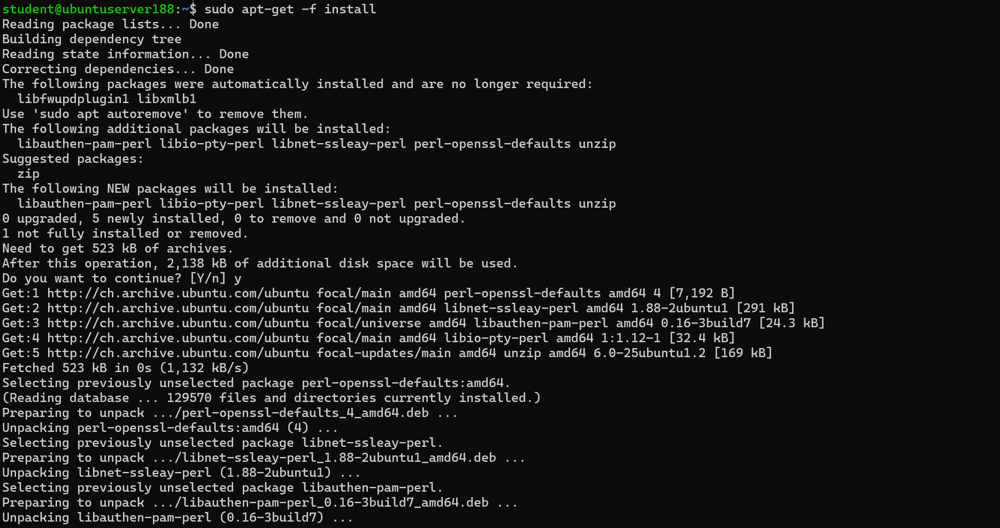 student@ubuntuserver188:~$ sudo apt-get -f install
Reading package lists... Done
Building dependency tree
Reading state information... Done
Correcting dependencies... Done
The following packages were automatically installed and are no longer required:
  libfwupdplugin1 libxmlb1
Use 'sudo apt autoremove' to remove them.
The following additional packages will be installed:
  libauthen-pam-perl libio-pty-perl libnet-ssleay-perl perl-openssl-defaults unzip
Suggested packages:
  zip
The following NEW packages will be installed:
  libauthen-pam-perl libio-pty-perl libnet-ssleay-perl perl-openssl-defaults unzip
0 upgraded, 5 newly installed, 0 to remove and 0 not upgraded.
1 not fully installed or removed.
Need to get 523 kB of archives.
After this operation, 2,138 kB of additional disk space will be used.
Do you want to continue? [Y/n] y
Get:1 http://ch.archive.ubuntu.com/ubuntu focal/main amd64 perl-openssl-defaults amd64 4 [7,192 B]
Get:2 http://ch.archive.ubuntu.com/ubuntu focal/main amd64 libnet-ssleay-perl amd64 1.88-2ubuntu1 [291 kB]
Get:3 http://ch.archive.ubuntu.com/ubuntu focal/universe amd64 libauthen-pam-perl amd64 0.16-3build7 [24.3 kB]
Get:4 http://ch.archive.ubuntu.com/ubuntu focal/main amd64 libio-pty-perl amd64 1:1.12-1 [32.4 kB]
Get:5 http://ch.archive.ubuntu.com/ubuntu focal-updates/main amd64 unzip amd64 6.0-25ubuntu1.2 [169 kB]
Fetched 523 kB in 0s (1,132 kB/s)
Selecting previously unselected package perl-openssl-defaults:amd64.
(Reading database ... 129570 files and directories currently installed.)
Preparing to unpack .../perl-openssl-defaults_4_amd64.deb ...
Unpacking perl-openssl-defaults:amd64 (4) ...
Selecting previously unselected package libnet-ssleay-perl.
Preparing to unpack .../libnet-ssleay-perl_1.88-2ubuntu1_amd64.deb ...
Unpacking libnet-ssleay-perl (1.88-2ubuntu1) ...
Selecting previously unselected package libauthen-pam-perl.
Preparing to unpack .../libauthen-pam-perl_0.16-3build7_amd64.deb ...
Unpacking libauthen-pam-perl (0.16-3build7) ...